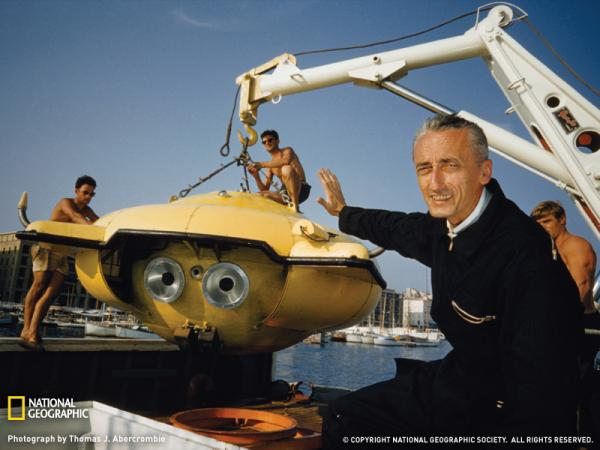 NATIONAL
GEOGRAPHIC
Photograph by Thomas J. Abercrombie
© COPYRIGHT NATIONAL GEOGRAPHIC SOCIETY. ALL RIGHTS RESERVED.